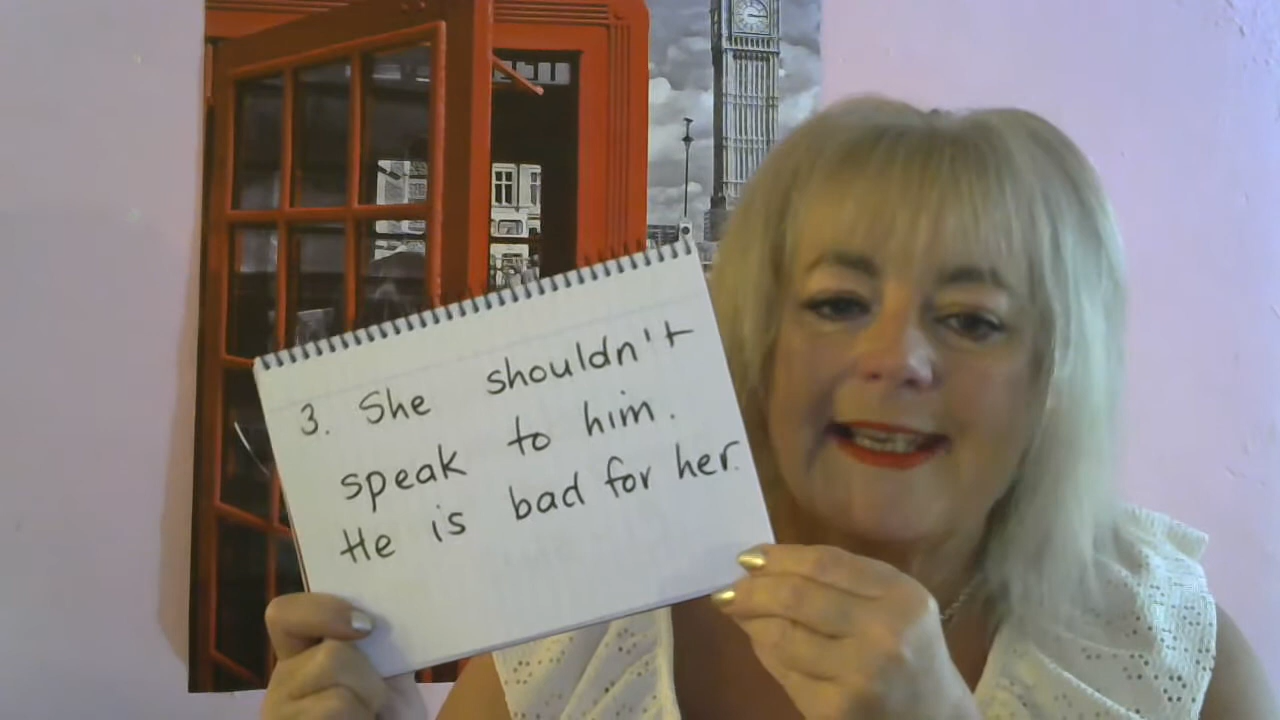 3. She shouldn't
speak to him.
He is bad for her.